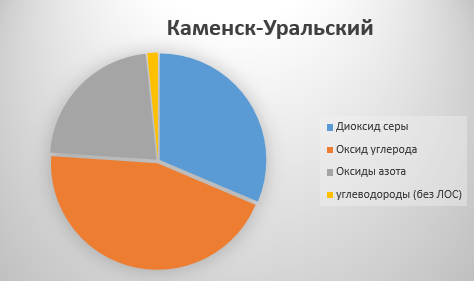 Каменск-Уральский
Диоксид серы
Оксид углерода
Оксиды азота
углеводороды (без ЛОС)